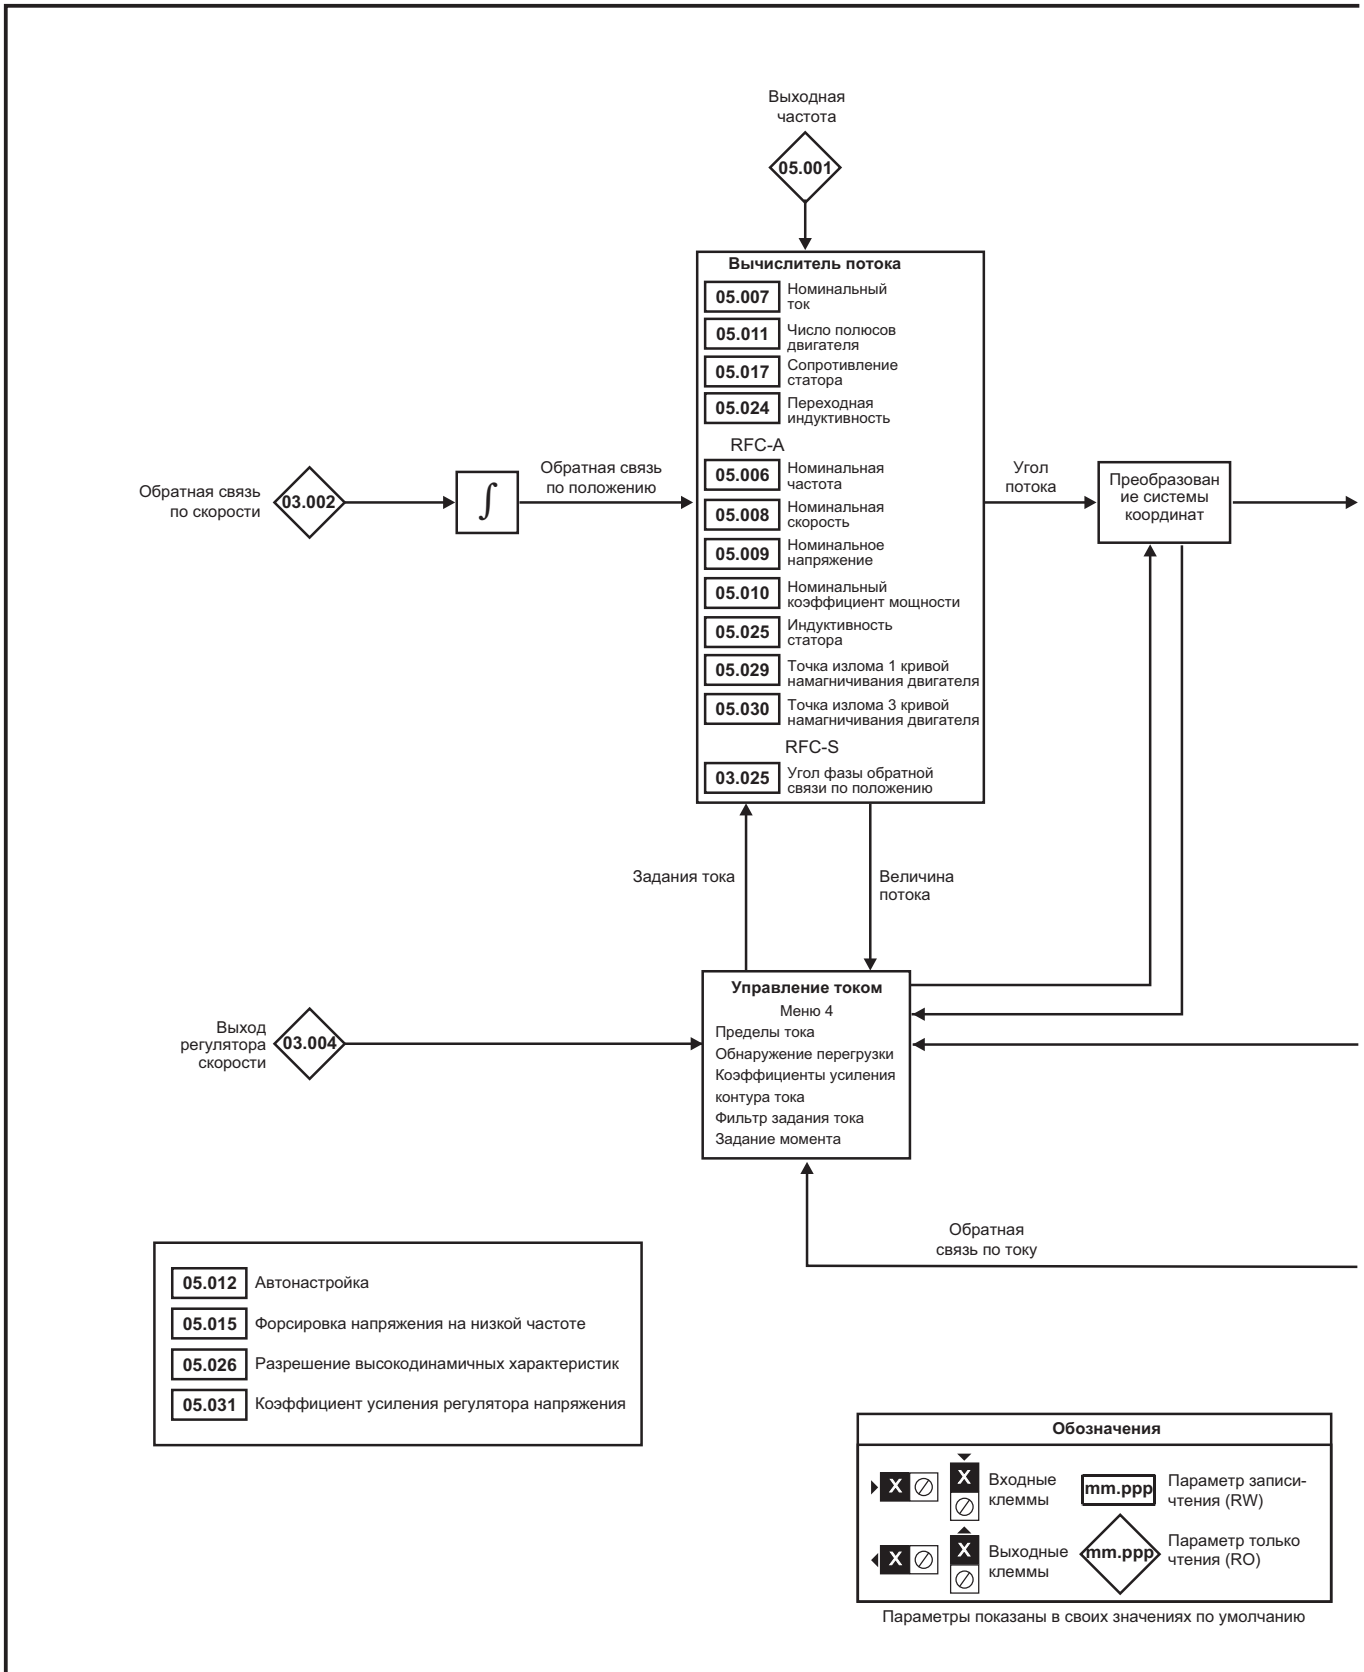 Выходная
частота
05.001
Вычислитель потока
05.007 Номинальный
ток
05.011 Число полюсов
двигателя
05.017 Сопротивление
статора
05.024 Переходная
индуктивность
RFC-A
05.006 Номинальная
частота
05.008 Номинальная
скорость
05.009 Номинальное
напряжение
05.010 Номинальный
коэффициент мощности
05.025 Индуктивность
статора
05.029 Точка излома 1 кривой
намагничивания двигателя
05.030 Точка излома 3 кривой
намагничивания двигателя
RFC-S
03.025 Угол фазы обратной
связи по положению
Обратная связь
по скорости
03.002
∫
Обратная связь
по положению
Угол
потока
Преобразован
ие системы
координат
Задания тока
Величина
потока
Выход
регулятора
скорости
03.004
Управление током
Меню 4
Пределы тока
Обнаружение перегрузки
Коэффициенты усиления
контура тока
Фильтр задания тока
Задание момента
Обратная
связь по току
05.012 Автонастройка
05.015 Форсировка напряжения на низкой частоте
05.026 Разрешение высокодинамичных характеристик
05.031 Коэффициент усиления регулятора напряжения
Обозначения
X X Входные
клеммы
mm.ppp Параметр записи-
чтения (RW)
X X Выходные
клеммы
mm.ppp Параметр только
чтения (RO)
Параметры показаны в своих значениях по умолчанию